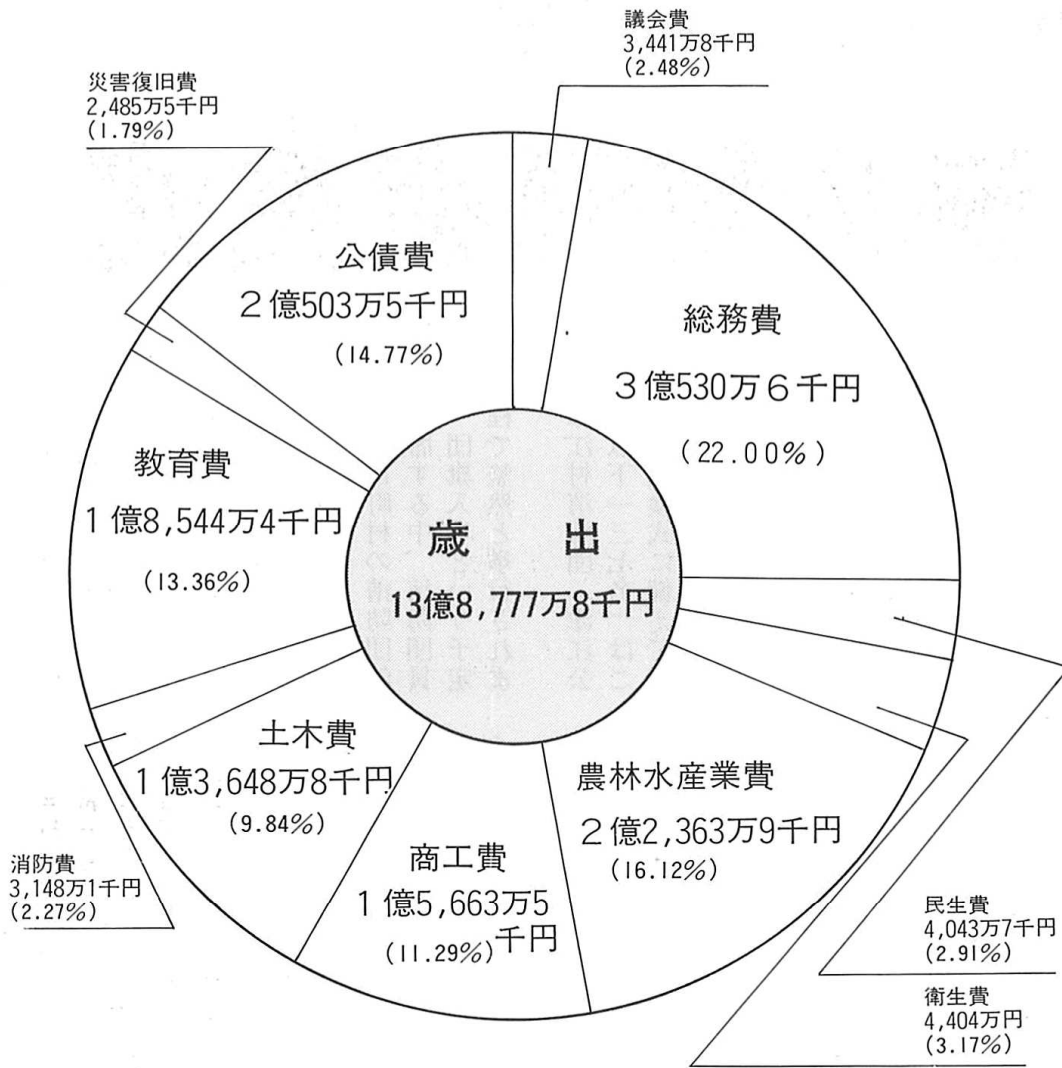 議会費
3,441万8千円
(2.48%)
災害復旧費
2,485万5千円
(1.79%)
公債費
2億503万5千円
(14.77%)
総務費
3億530万6千円
(22.00%)
教育費
1億8,544万4千円
(13.36%)
歳 出
13億8,777万8千円
土木費
1億3,648万8千円
(9.84%)
農林水産業費
2億2,363万9千円
(16.12%)
商工費
1億5,663万5
千円
(11.29%)
消防費
3,148万1千円
(2.27%)
民生費
4,043万7千円
(2.91%)
衛生費
4,404万円
(3.17%)